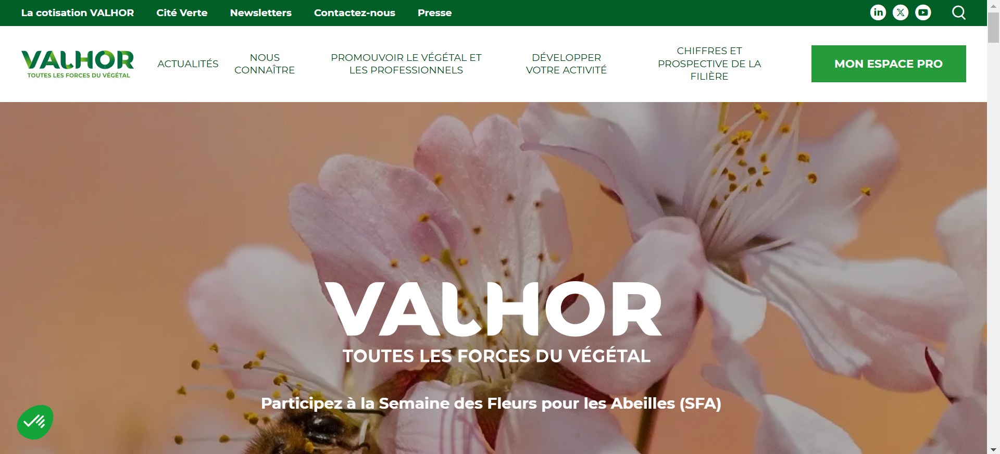 La cotisation VALHOR Cité Verte Newsletters Contactez-nous Presse
VALHOR
TOUTES LES FORCES DU VÉGÉTAL
ACTUALITÉS
NOUS
CONNAÎTRE
PROMOUVOIR LE VÉGÉTAL ET
LES PROFESSIONNELS
DÉVELOPPER
VOTRE ACTIVITÉ
CHIFFRES ET
PROSPECTIVE DE LA
FILIÈRE
MON ESPACE PRO
VALHOR
TOUTES LES FORCES DU VÉGÉTAL
Participez à la Semaine des Fleurs pour les Abeilles (SFA)